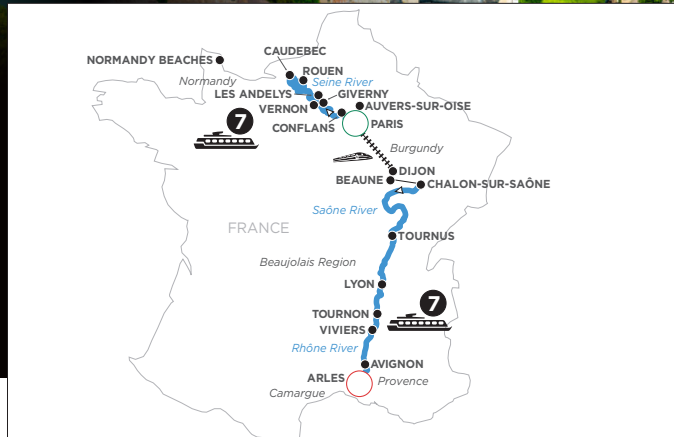 CAUDEBEC
NORMANDY BEACHES
ROUEN
Normandy
Seine River
LES ANDELYS
GIVERNY
VERNON
AUVERS-SUR-OISE
7
CONFLANS
PARIS
Burgundy
DIJON
BEAUNE
CHALON-SUR-SAÔNE
Saône River
FRANCE
TOURNUS
Beaujolais Region
LYON
7
TOURNON
VIVIERS
Rhône River
AVIGNON
ARLES
Provence
Camargue